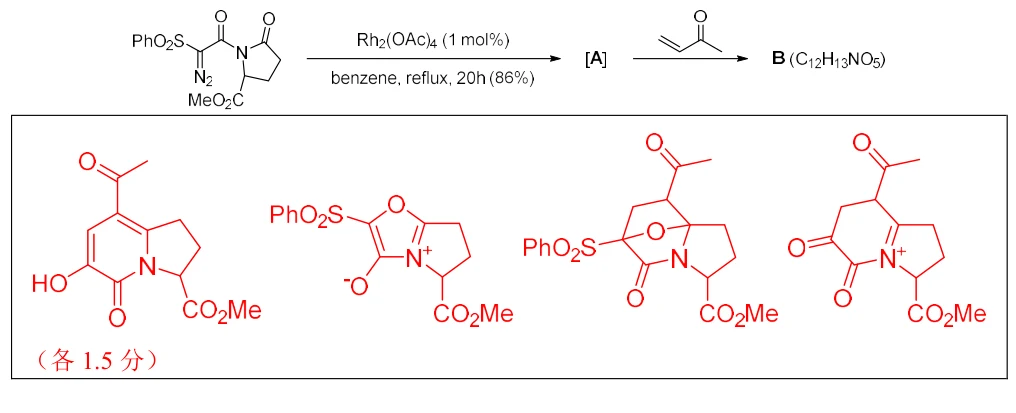 PhO₂S O O
N
N₂
MeO₂C
Rh₂(OAc)₄ (1 mol%)
benzene, reflux, 20h (86%)
[A]
O
B (C₁₂H₁₃NO₅)
O
HO N
O CO₂Me
PhO₂S O
N⁺
⁻O
CO₂Me
O
PhO₂S O
N
O
CO₂Me
O
O
N⁺
O
CO₂Me
（各 1.5 分）